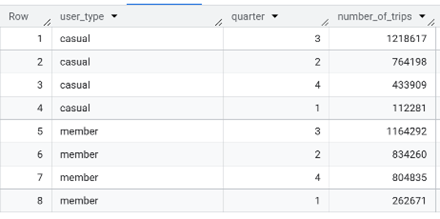 Row user_type quarter number_of_trips
1 casual 3 1218617
2 casual 2 764198
3 casual 4 433909
4 casual 1 112281
5 member 3 1164292
6 member 2 834260
7 member 4 804835
8 member 1 262671